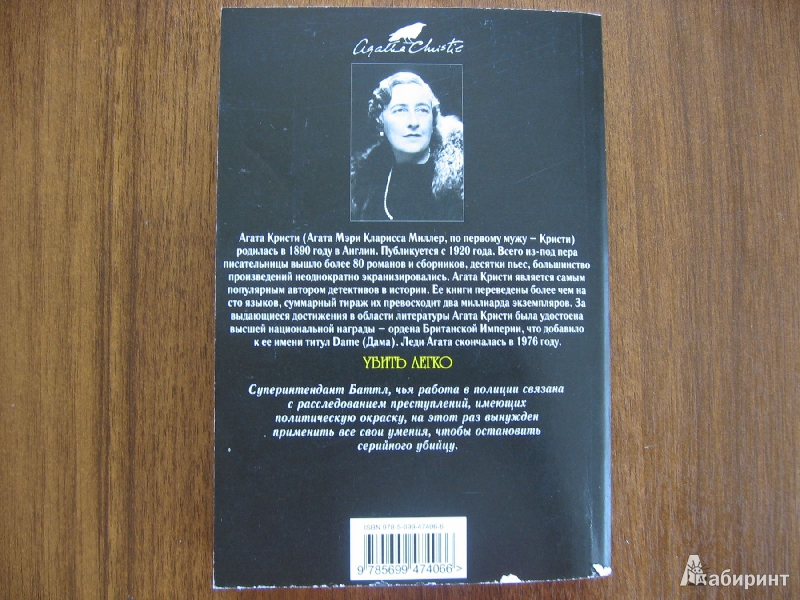 Agatha Christie
Агата Кристи (Агата Мэри Кларисса Миллер, по первому мужу – Кристи)
родилась в 1890 году в Англии. Публикуется с 1920 года. Всего из-под пера
писательницы вышло более 80 романов и сборников, десятки пьес, большинство
произведений неоднократно экранизировались. Агата Кристи является самым
популярным автором детективов в истории. Ее книги переведены более чем на
сто языков, суммарный тираж их превосходит два миллиарда экземпляров. За
выдающиеся достижения в области литературы Агата Кристи была удостоена
высшей национальной награды – ордена Британской Империи, что добавило
к ее имени титул Dame (Дама). Леди Агата скончалась в 1976 году.
УБИТЬ ЛЕГКО
Суперинтендант Баттл, чья работа в полиции связана
с расследованием преступлений, имеющих
политическую окраску, на этот раз вынужден
применить все свои умения, чтобы остановить
серийного убийцу.
ISBN 978-5-699-47406-6
9 785699 474066 >
Лабиринт